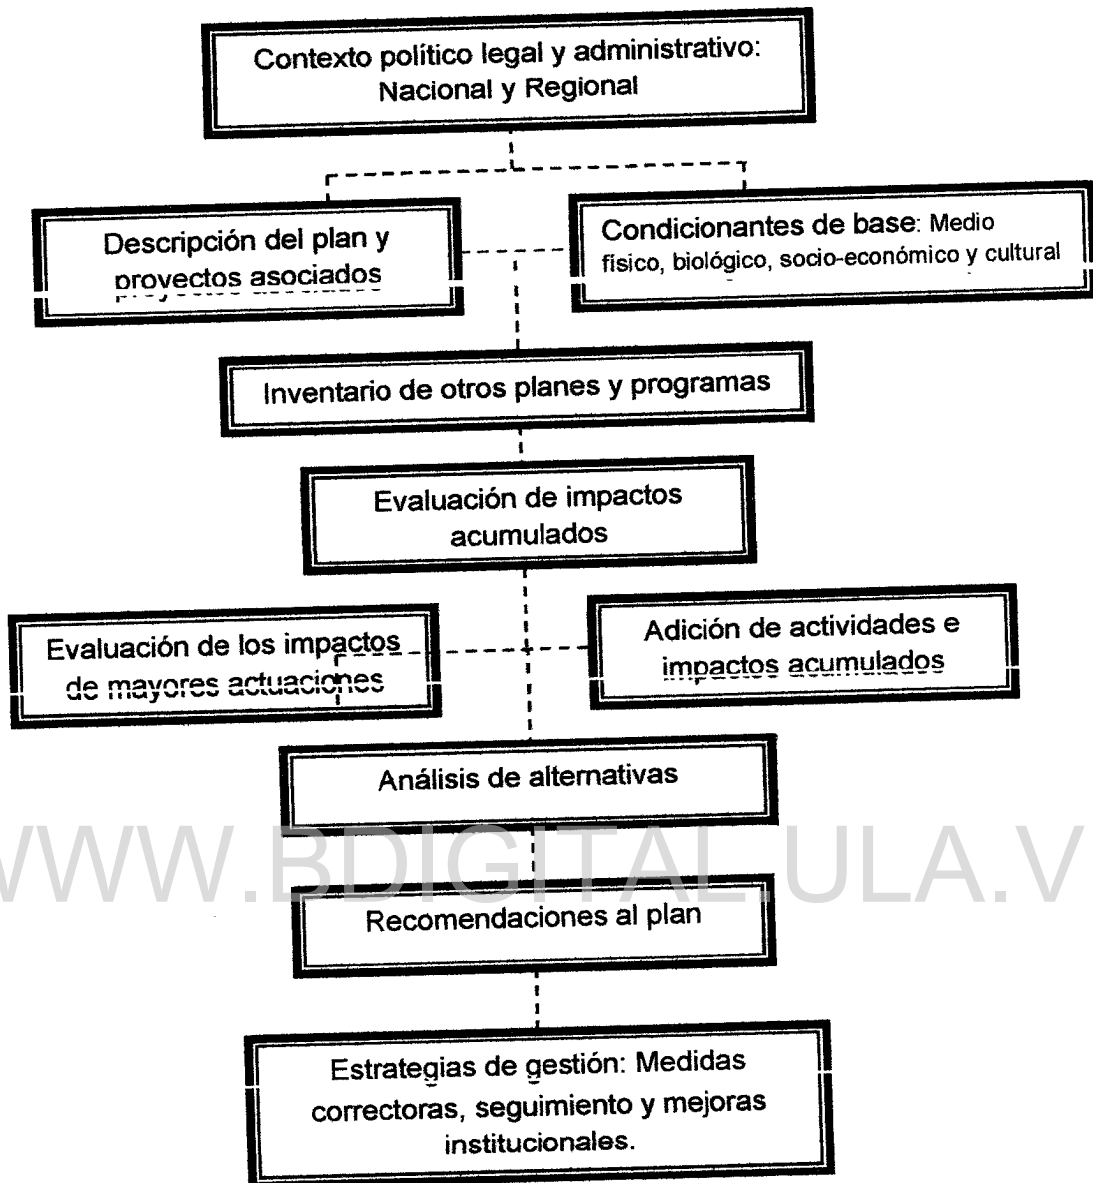 Contexto político legal y administrativo:
Nacional y Regional
Descripción del plan y
proyectos asociados
Condicionantes de base: Medio
físico, biológico, socio-económico y cultural
Inventario de otros planes y programas
Evaluación de impactos
acumulados
Evaluación de los impactos
de mayores actuaciones
Adición de actividades e
impactos acumulados
Análisis de alternativas
WWW.BDIGITAL.ULA.V
Recomendaciones al plan
Estrategias de gestión: Medidas
correctoras, seguimiento y mejoras
institucionales.